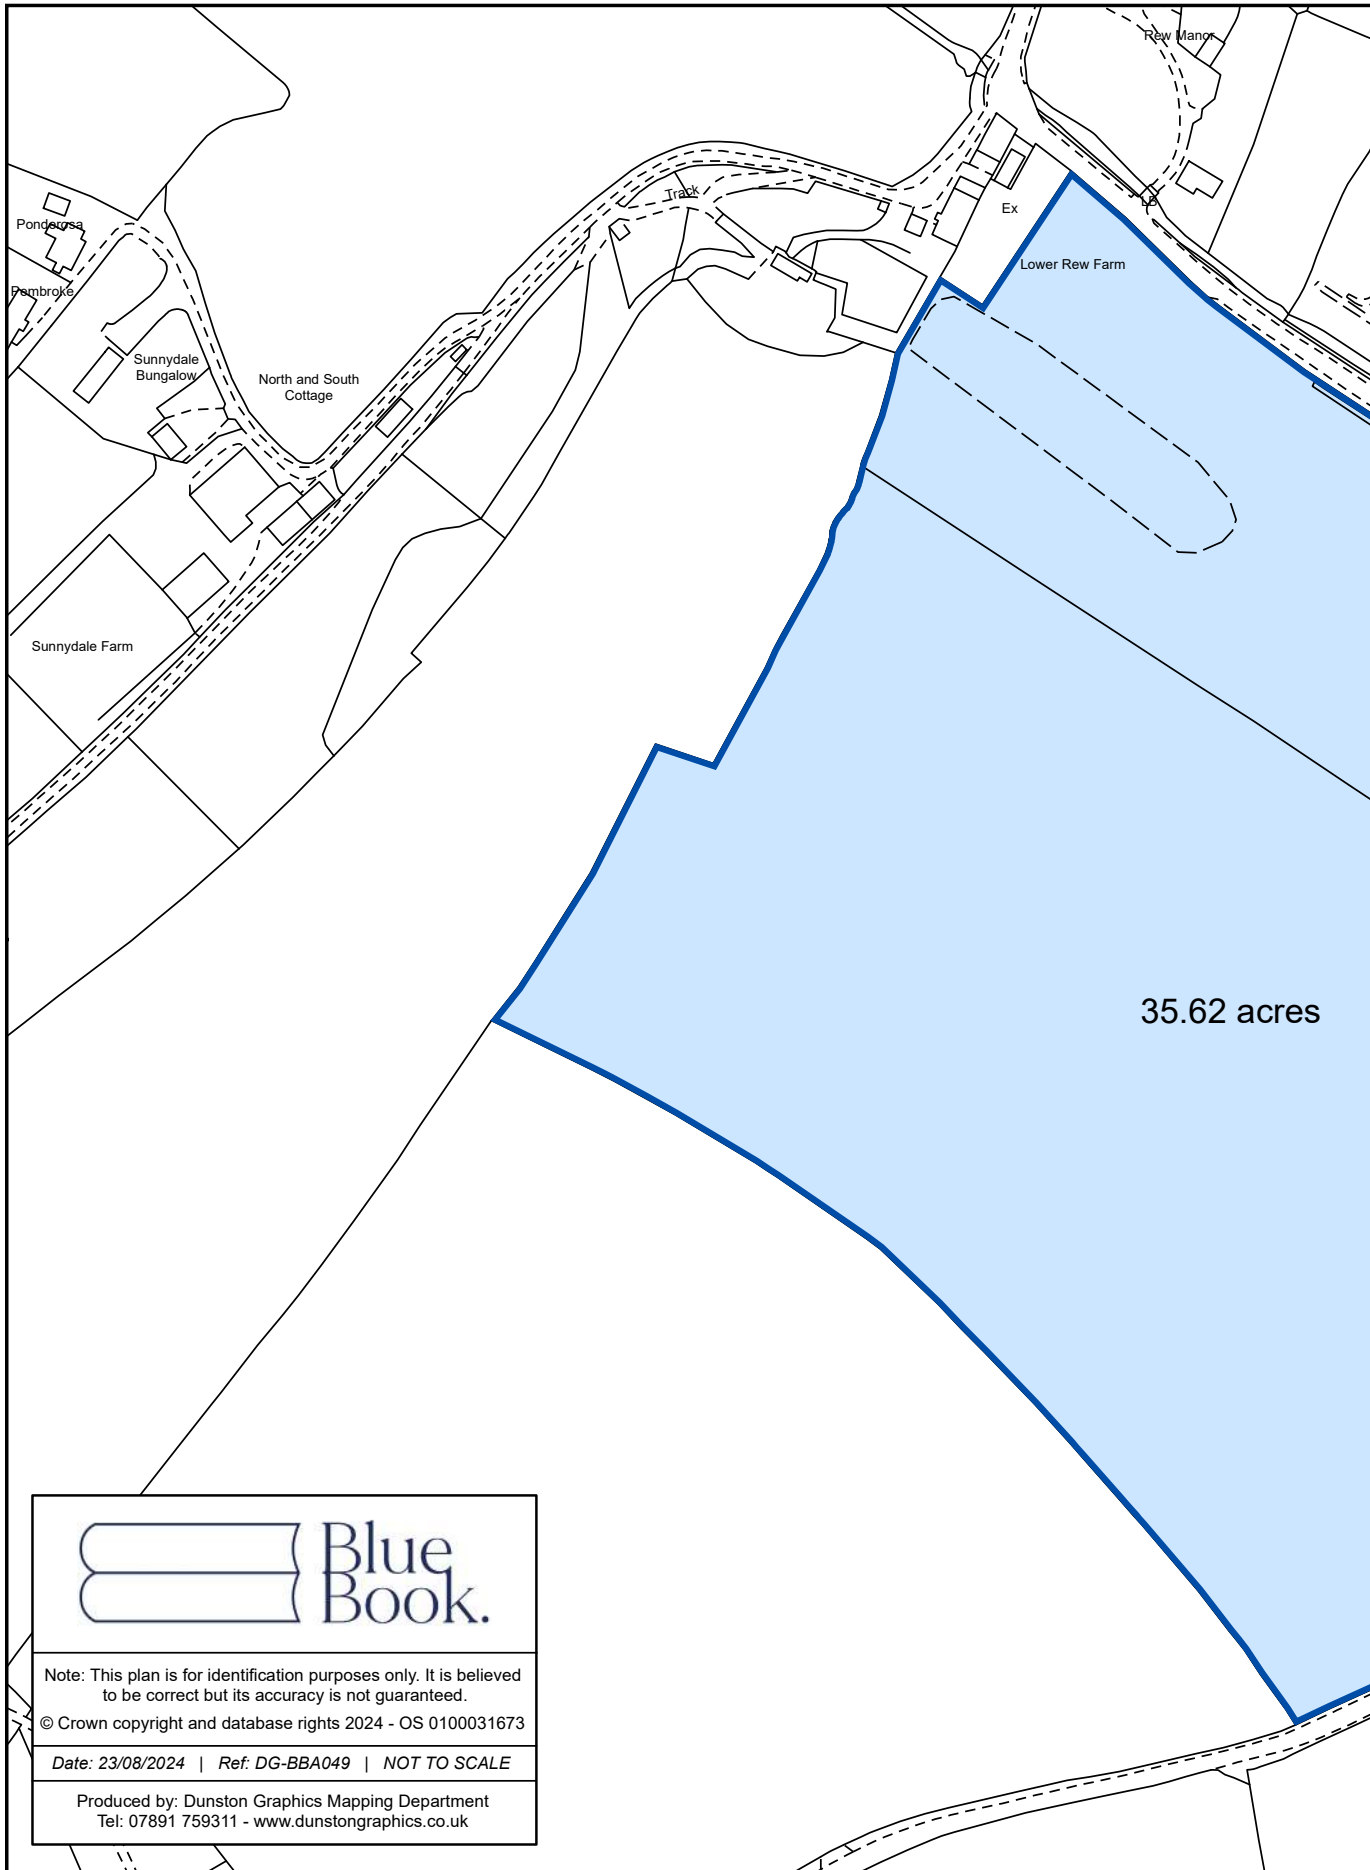 Rew Manor
Track
LB
Ex
Ponderosa
Lower Rew Farm
Pembroke
Sunnydale
Bungalow
North and South
Cottage
Sunnydale Farm
35.62 acres
Blue
Book.
Note: This plan is for identification purposes only. It is believed
to be correct but its accuracy is not guaranteed.
© Crown copyright and database rights 2024 - OS 0100031673
Date: 23/08/2024 | Ref: DG-BBA049 | NOT TO SCALE
Produced by: Dunston Graphics Mapping Department
Tel: 07891 759311 - www.dunstongraphics.co.uk